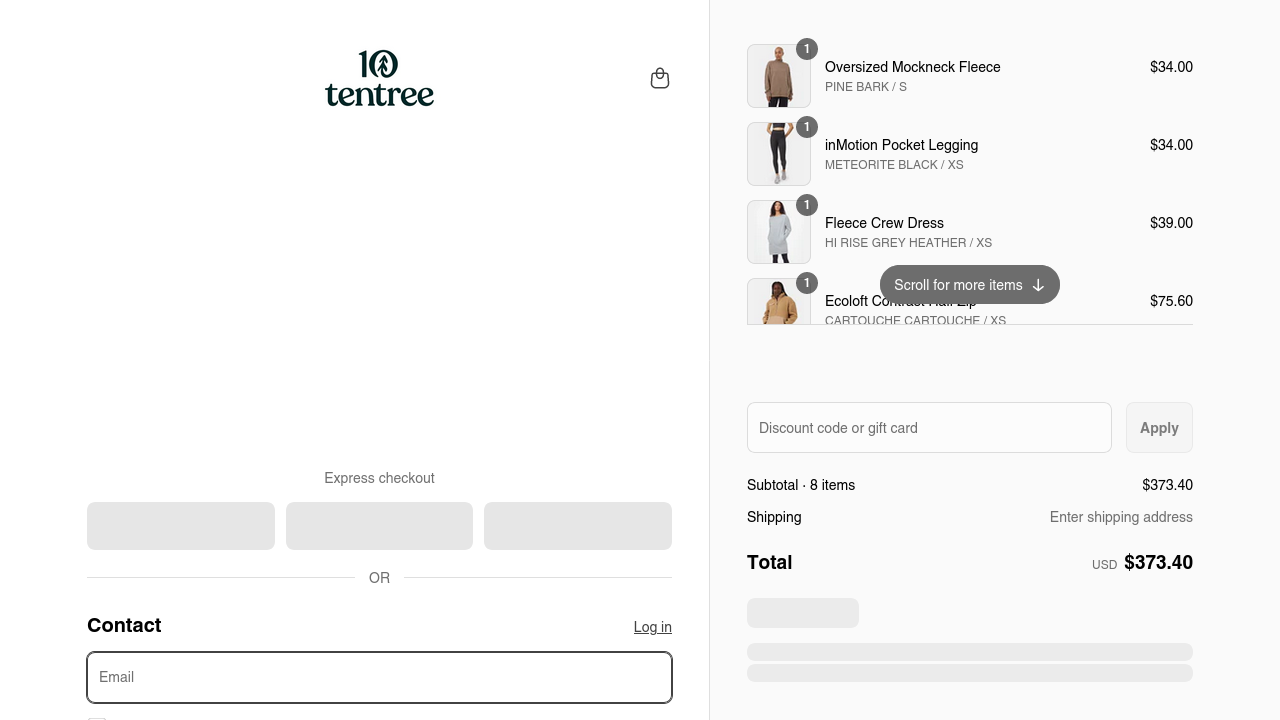 10
tentree
Express checkout
OR
Contact
Log in
Email
1
Oversized Mockneck Fleece
$34.00
PINE BARK / S
1
inMotion Pocket Legging
$34.00
METEORITE BLACK / XS
1
Fleece Crew Dress
$39.00
HI RISE GREY HEATHER / XS
Scroll for more items
1
Ecoloft Contrast Half Zip
$75.60
CARTOUCHE CARTOUCHE / XS
Discount code or gift card
Apply
Subtotal · 8 items
$373.40
Shipping
Enter shipping address
Total
USD $373.40